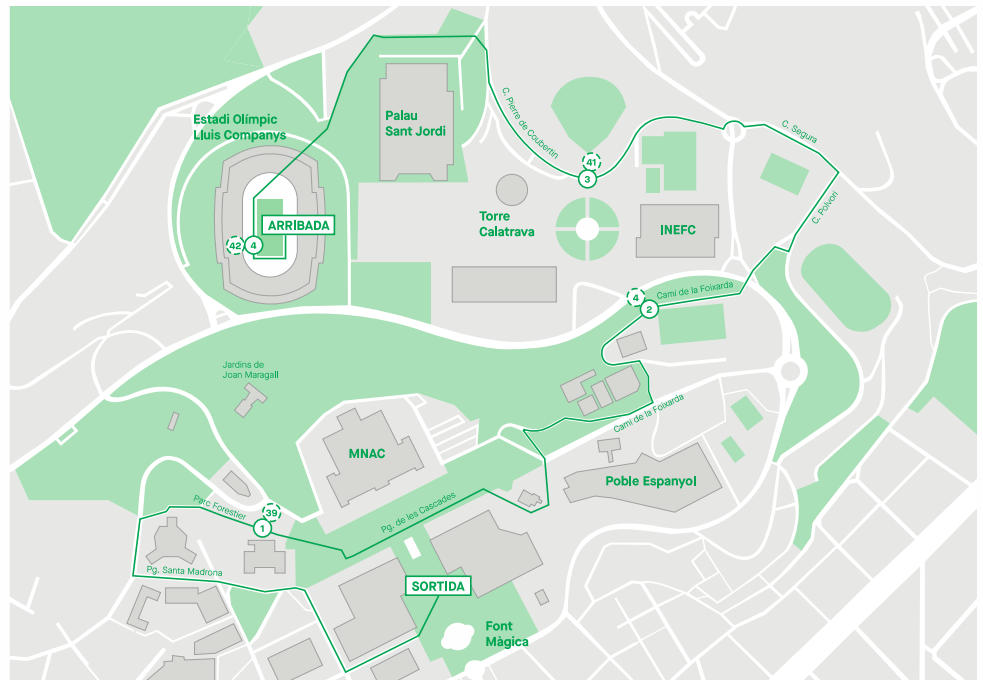 Estadi Olímpic
Lluis Companys
Palau
Sant Jordi
C. Pierre de Coubertin
41
3
C. Segura
C. Polvorí
Torre
Calatrava
INEFC
ARRIBADA
42
4
4
2
Camí de la Foixarda
Jardins de
Joan Maragall
Camí de la Foixarda
MNAC
Poble Espanyol
Parc Forestier
39
1
Pg. de les Cascades
Pg. Santa Madrona
SORTIDA
Font
Màgica